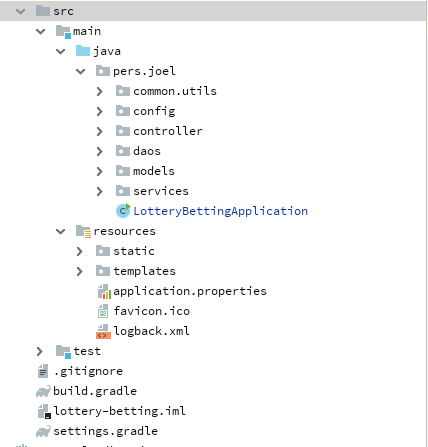 src
main
java
pers.joel
common.utils
config
controller
daos
models
services
LotteryBettingApplication
resources
static
templates
application.properties
favicon.ico
logback.xml
test
.gitignore
build.gradle
lottery-betting.iml
settings.gradle